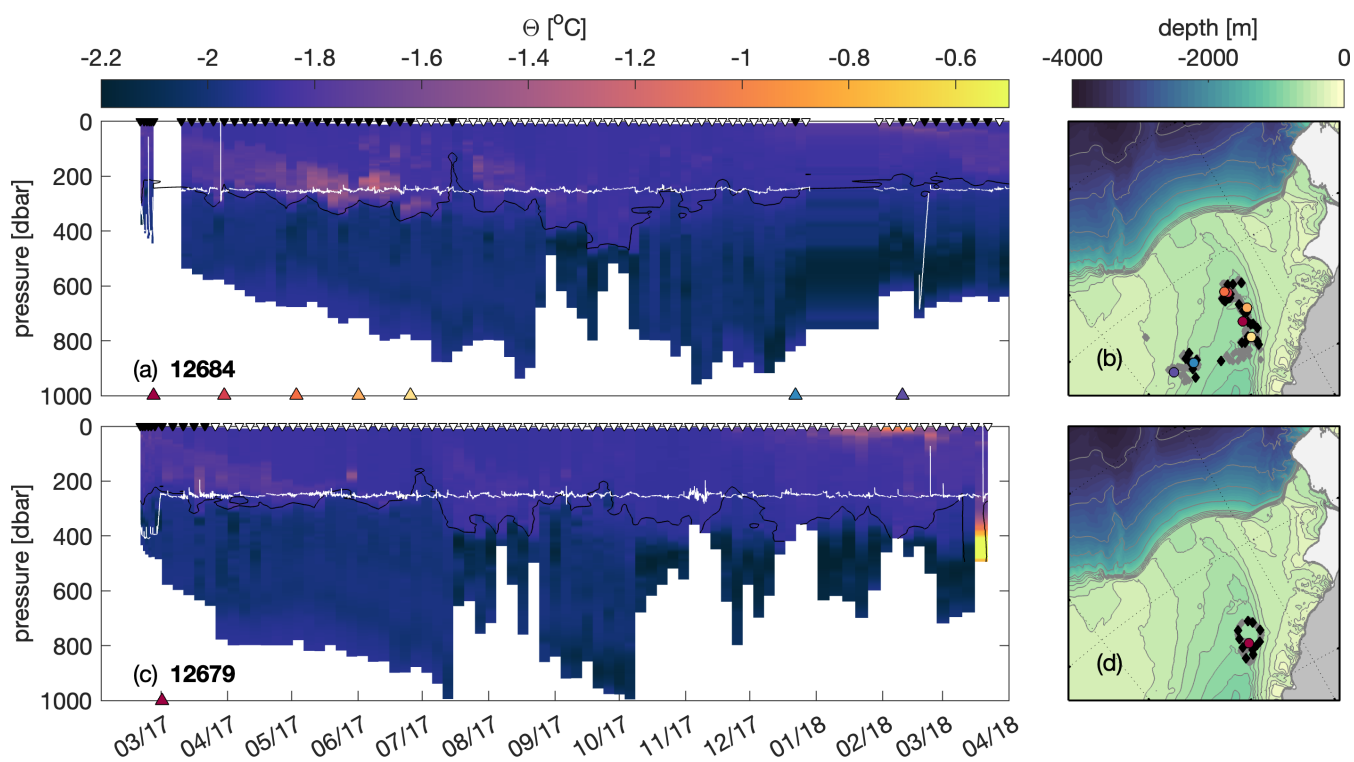 Θ [°C]
-2.2 -2 -1.8 -1.6 -1.4 -1.2 -1 -0.8 -0.6
depth [m]
-4000 -2000 0
pressure [dbar]
0
200
400
600
800
1000
(a) 12684
(b)
pressure [dbar]
0
200
400
600
800
1000
(c) 12679
(d)
03/17 04/17 05/17 06/17 07/17 08/17 09/17 10/17 11/17 12/17 01/18 02/18 03/18 04/18